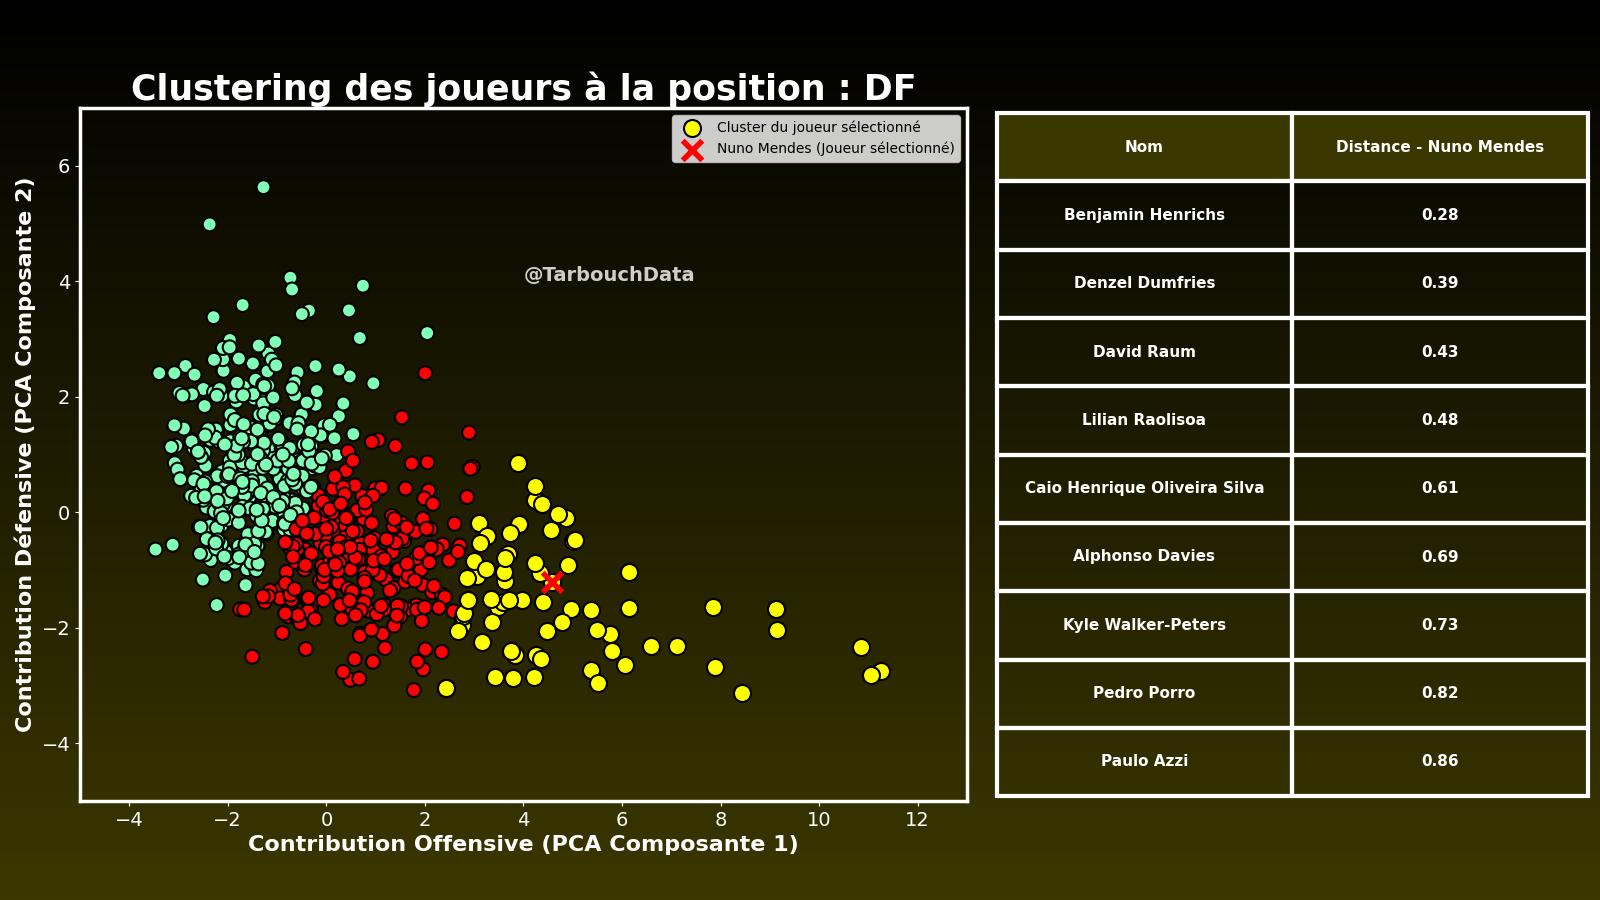 Clustering des joueurs à la position : DF
Cluster du joueur sélectionné
Nuno Mendes (Joueur sélectionné)
@TarbouchData
Contribution Défensive (PCA Composante 2)
6
4
2
0
−2
−4
−4 −2 0 2 4 6 8 10 12
Contribution Offensive (PCA Composante 1)
Nom Distance - Nuno Mendes
Benjamin Henrichs 0.28
Denzel Dumfries 0.39
David Raum 0.43
Lilian Raolisoa 0.48
Caio Henrique Oliveira Silva 0.61
Alphonso Davies 0.69
Kyle Walker-Peters 0.73
Pedro Porro 0.82
Paulo Azzi 0.86